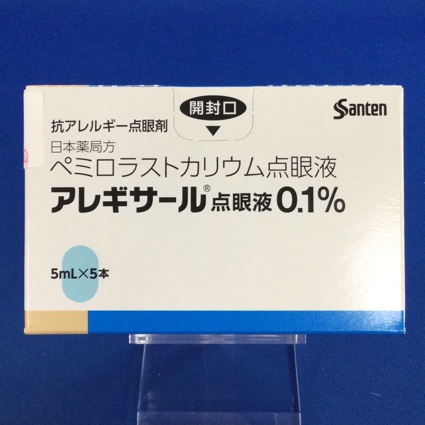 開封口
Santen
抗アレルギー点眼剤
日本薬局方
ペミロラストカリウム点眼液
アレギサール®点眼液0.1%
5mL×5本